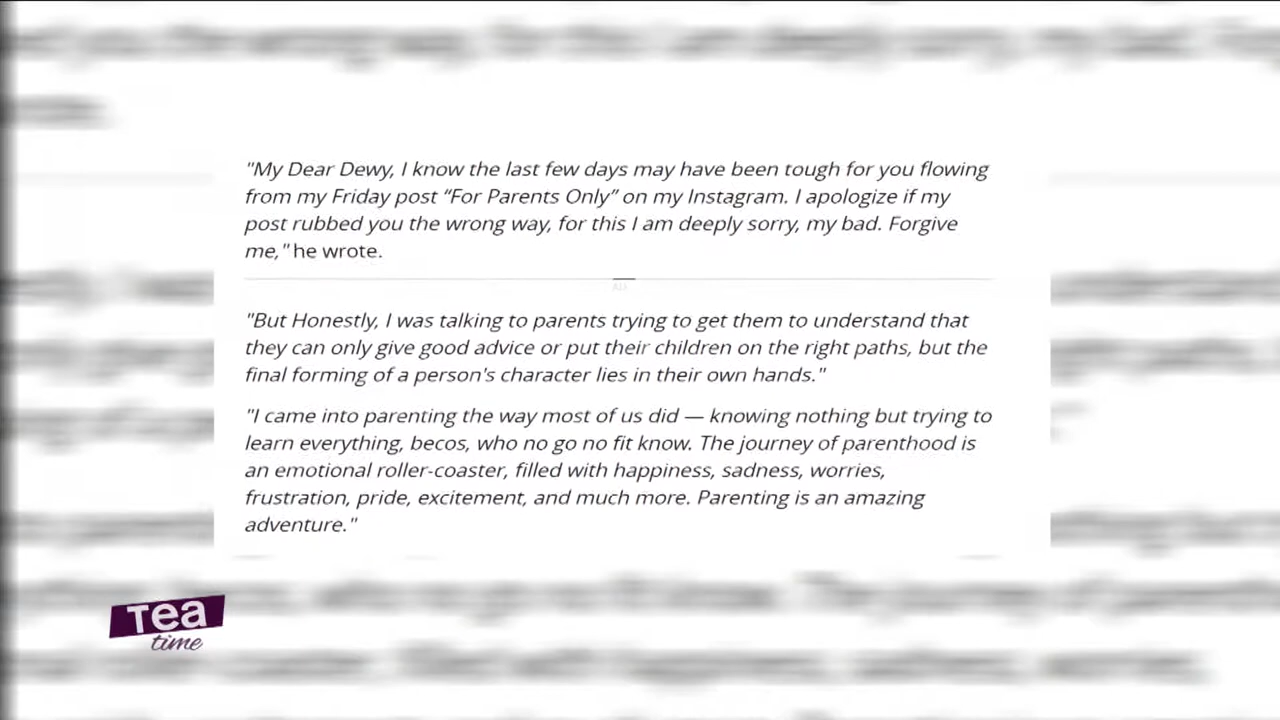 "My Dear Dewy, I know the last few days may have been tough for you flowing
from my Friday post “For Parents Only” on my Instagram. I apologize if my
post rubbed you the wrong way, for this I am deeply sorry, my bad. Forgive
me," he wrote.
AD
"But Honestly, I was talking to parents trying to get them to understand that
they can only give good advice or put their children on the right paths, but the
final forming of a person's character lies in their own hands."
"I came into parenting the way most of us did — knowing nothing but trying to
learn everything, becos, who no go no fit know. The journey of parenthood is
an emotional roller-coaster, filled with happiness, sadness, worries,
frustration, pride, excitement, and much more. Parenting is an amazing
adventure."
Tea
time